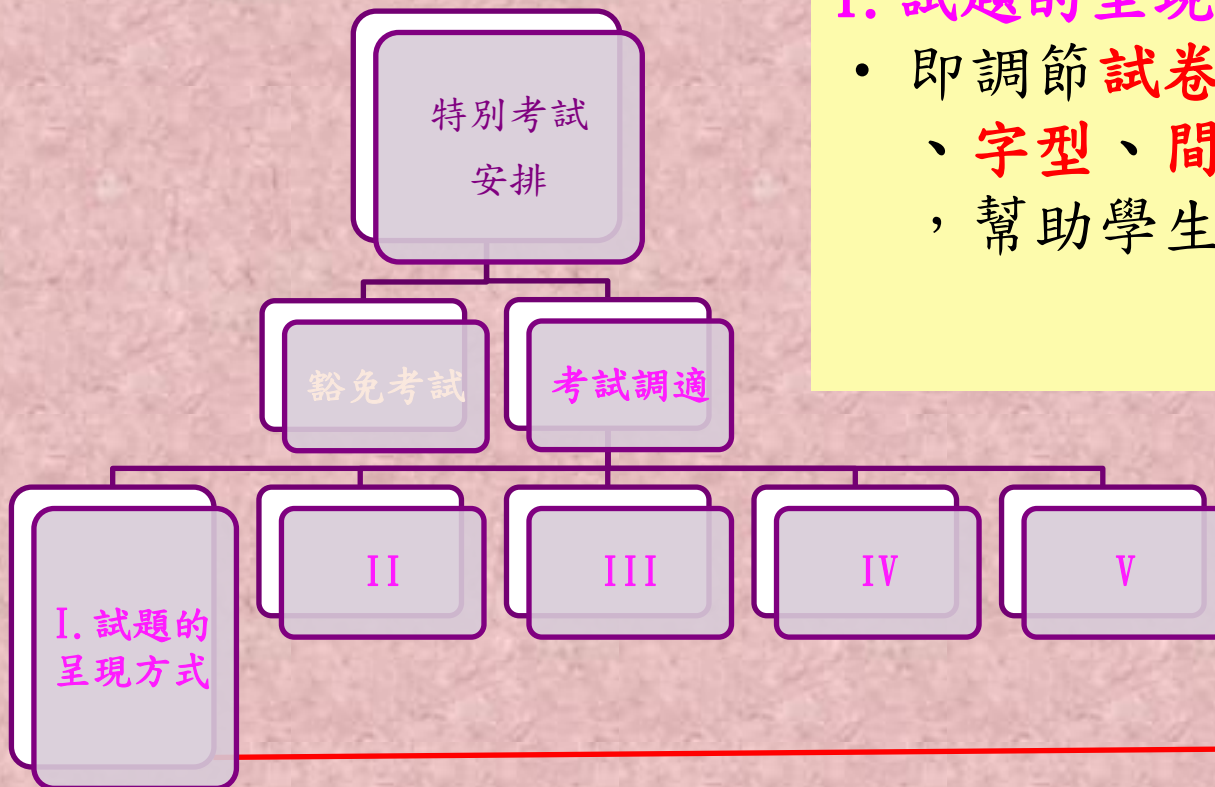 特別考試
安排
豁免考試
考試調適
I.試題的
呈現方式
II
III
IV
V
I.試題的呈現
• 即調節試卷
、字型、間
，幫助學生